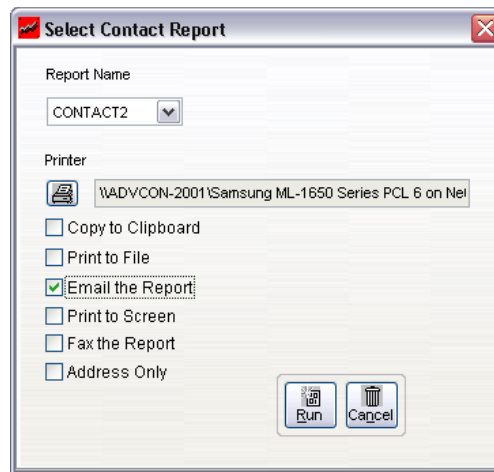 Select Contact Report
Report Name
CONTACT2
Printer
\\ADVCON-2001\Samsung ML-1650 Series PCL 6 on Ne
Copy to Clipboard
Print to File
Email the Report
Print to Screen
Fax the Report
Address Only
Run
Cancel